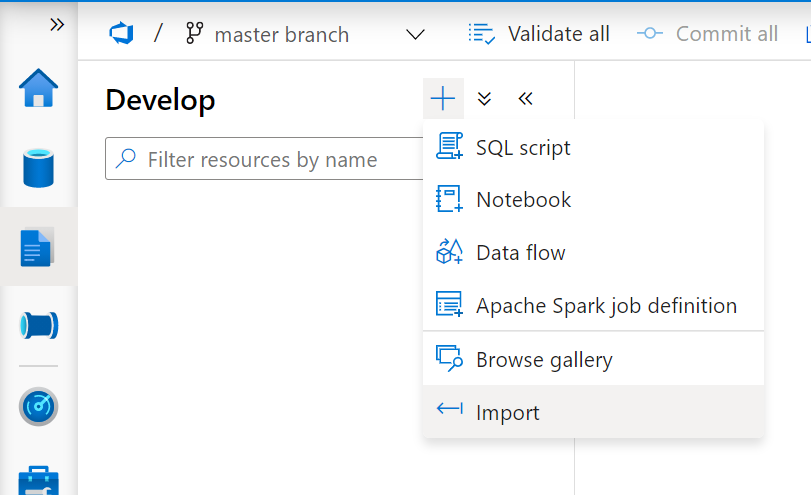 / master branch Validate all Commit all
Develop
Filter resources by name
SQL script
Notebook
Data flow
Apache Spark job definition
Browse gallery
Import